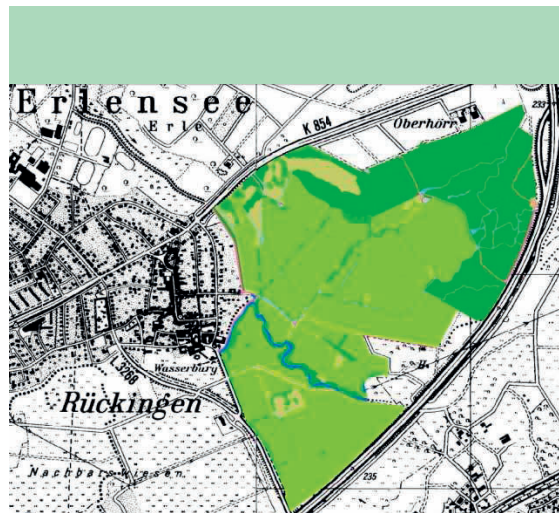 Erlensee
Erle
K 854
Oberhörr
233
Wasserburg
L 3268
Rückingen
Nachbarswiesen
235